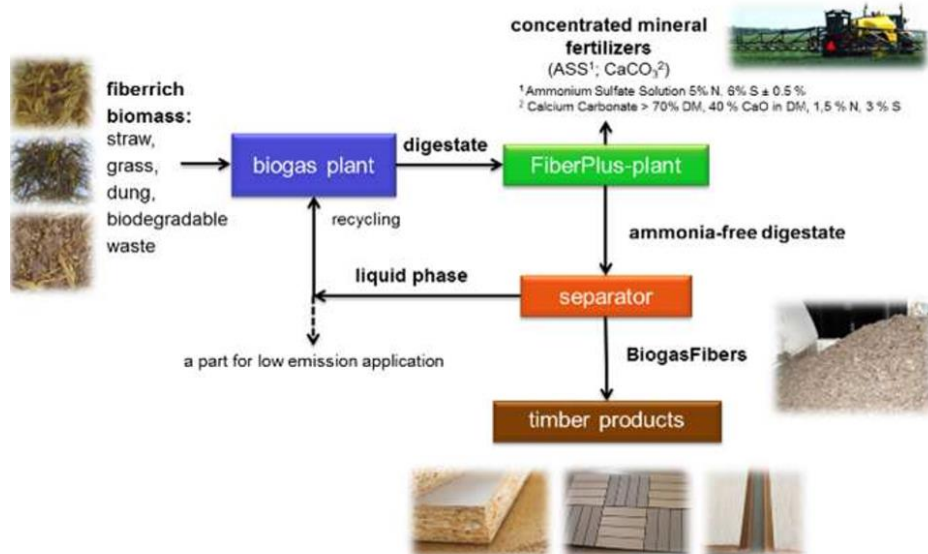 concentrated mineral
fertilizers
(ASS¹; CaCO₃²)
¹ Ammonium Sulfate Solution 5% N, 6% S ± 0.5 %
² Calcium Carbonate > 70% DM, 40 % CaO in DM, 1,5 % N, 3 % S
fiberrich
biomass:
straw,
grass,
dung,
biodegradable
waste
biogas plant
digestate
FiberPlus-plant
recycling
ammonia-free digestate
liquid phase
separator
a part for low emission application
BiogasFibers
timber products